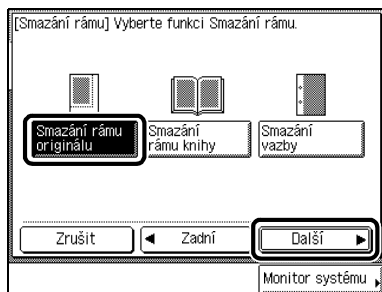 [Smazání rámu] Vyberte funkci Smazání rámu.
Smazání rámu
originálu
Smazání
rámu knihy
Smazání
vazby
Zrušit
◀ Zadní
Další ▶
Monitor systému